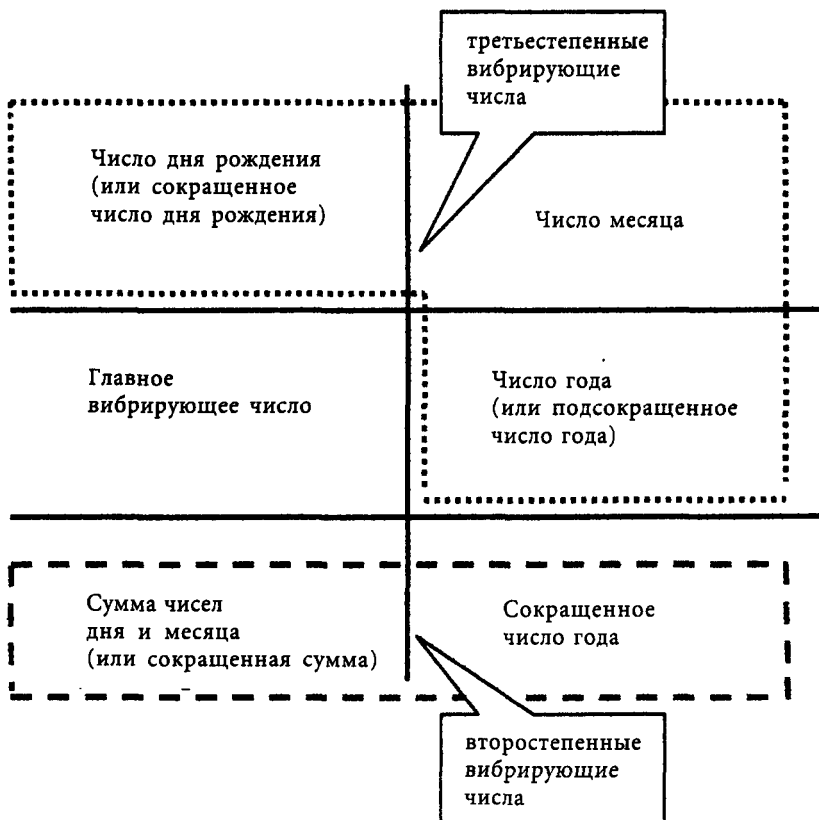 третьестепенные
вибрирующие
числа
Число дня рождения
(или сокращенное
число дня рождения)
Число месяца
Главное
вибрирующее число
Число года
(или подсокращенное
число года)
Сумма чисел
дня и месяца
(или сокращенная сумма)
Сокращенное
число года
второстепенные
вибрирующие
числа